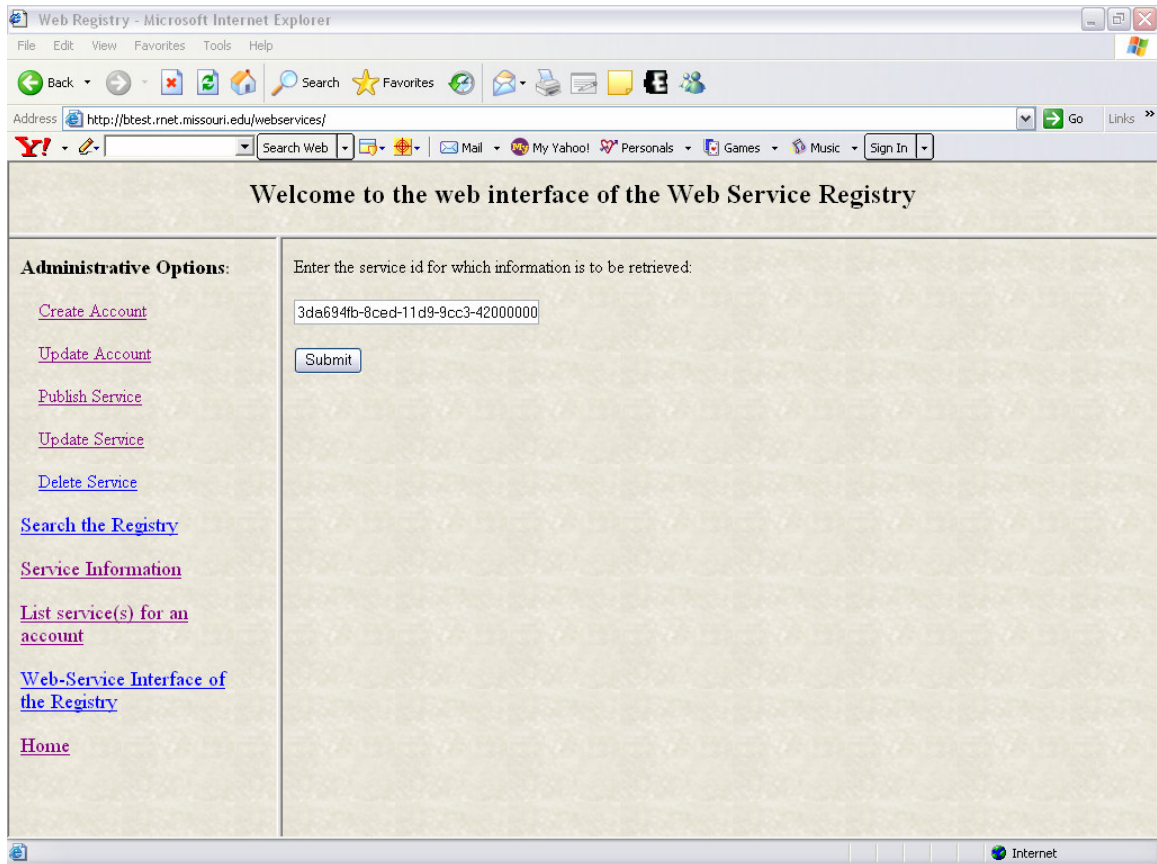 Web Registry - Microsoft Internet Explorer
File Edit View Favorites Tools Help
Back Search Favorites
Address http://btest.rnet.missouri.edu/webservices/ Go Links »
Y! Search Web Mail My Yahoo! Personals Games Music Sign In
Welcome to the web interface of the Web Service Registry
Administrative Options:
Create Account
Update Account
Publish Service
Update Service
Delete Service
Search the Registry
Service Information
List service(s) for an
account
Web-Service Interface of
the Registry
Home
Enter the service id for which information is to be retrieved:
3da694fb-8ced-11d9-9cc3-42000000
Submit
Internet